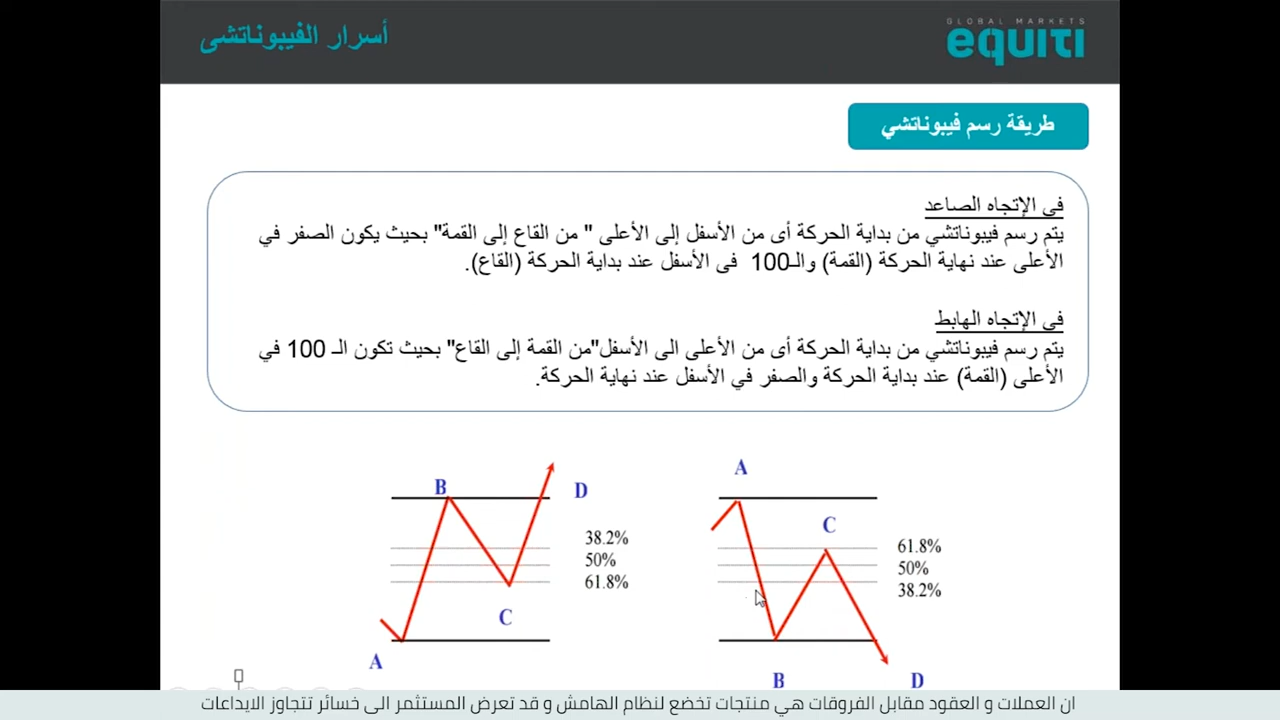 أسرار الفيبوناتشى
GLOBAL MARKETS
equiti
طريقة رسم فيبوناتشي
فى الإتجاه الصاعد
يتم رسم فيبوناتشي من بداية الحركة أى من الأسفل إلى الأعلى " من القاع إلى القمة" بحيث يكون الصفر في
الأعلى عند نهاية الحركة (القمة) والـ100 فى الأسفل عند بداية الحركة (القاع).
فى الإتجاه الهابط
يتم رسم فيبوناتشي من بداية الحركة أى من الأعلى الى الأسفل"من القمة إلى القاع" بحيث تكون الـ 100 في
الأعلى (القمة) عند بداية الحركة والصفر في الأسفل عند نهاية الحركة.
B
D
38.2%
50%
61.8%
C
A
A
C
61.8%
50%
38.2%
B
D
ان العملات و العقود مقابل الفروقات هي منتجات تخضع لنظام الهامش و قد تعرض المستثمر الى خسائر تتجاوز الايداعات